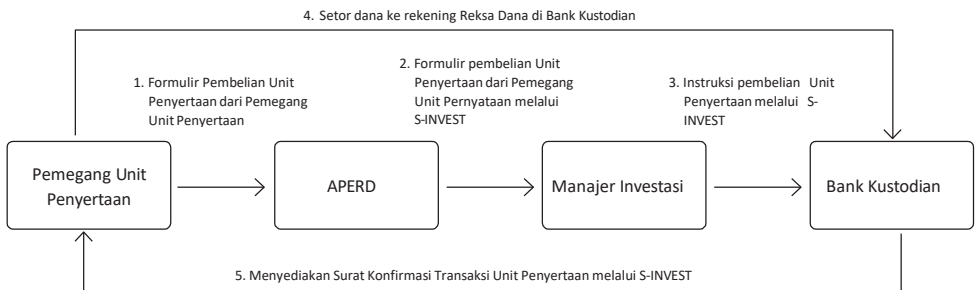 4. Setor dana ke rekening Reksa Dana di Bank Kustodian
1. Formulir Pembelian Unit
Penyertaan dari Pemegang
Unit Penyertaan
2. Formulir pembelian Unit
Penyertaan dari Pemegang
Unit Pernyataan melalui
S-INVEST
3. Instruksi pembelian Unit
Penyertaan melalui S-
INVEST
Pemegang Unit
Penyertaan
APERD
Manajer Investasi
Bank Kustodian
5. Menyediakan Surat Konfirmasi Transaksi Unit Penyertaan melalui S-INVEST